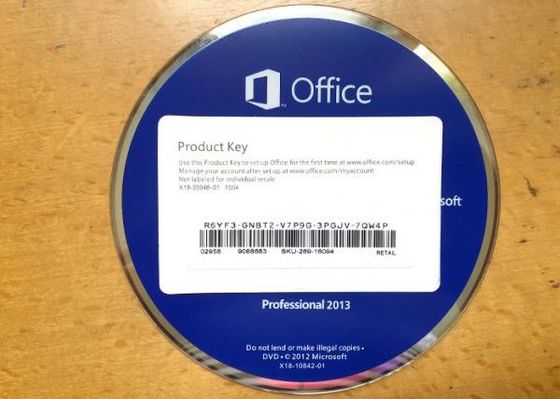 Office
Product Key
Use this Product Key to set up Office for the first time at www.office.com/setup
Manage your account after set up at www.office.com/myaccount
Not labeled for individual resale
X18-35948-01
R6YF3-GNBT2-V7P9G-3PGJV-7QW4P
02958 9088883 SKU-269-16094 RETAL
soft
Professional 2013
Do not lend or make illegal copies •
DVD • © 2012 Microsoft
X18-10842-01